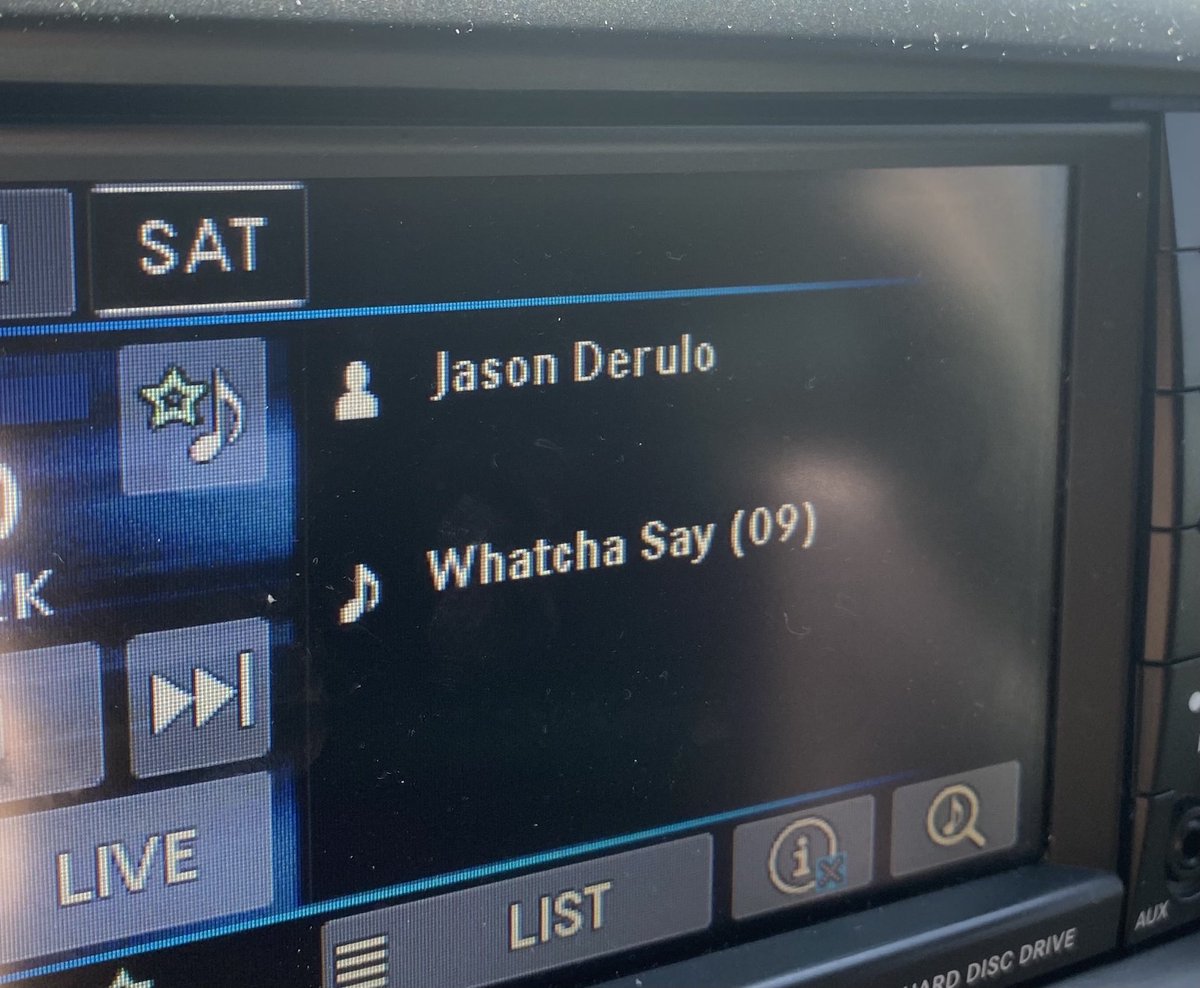 SAT
Jason Derulo
Whatcha Say (09)
LIVE
LIST
HARD DISC DRIVE
AUX